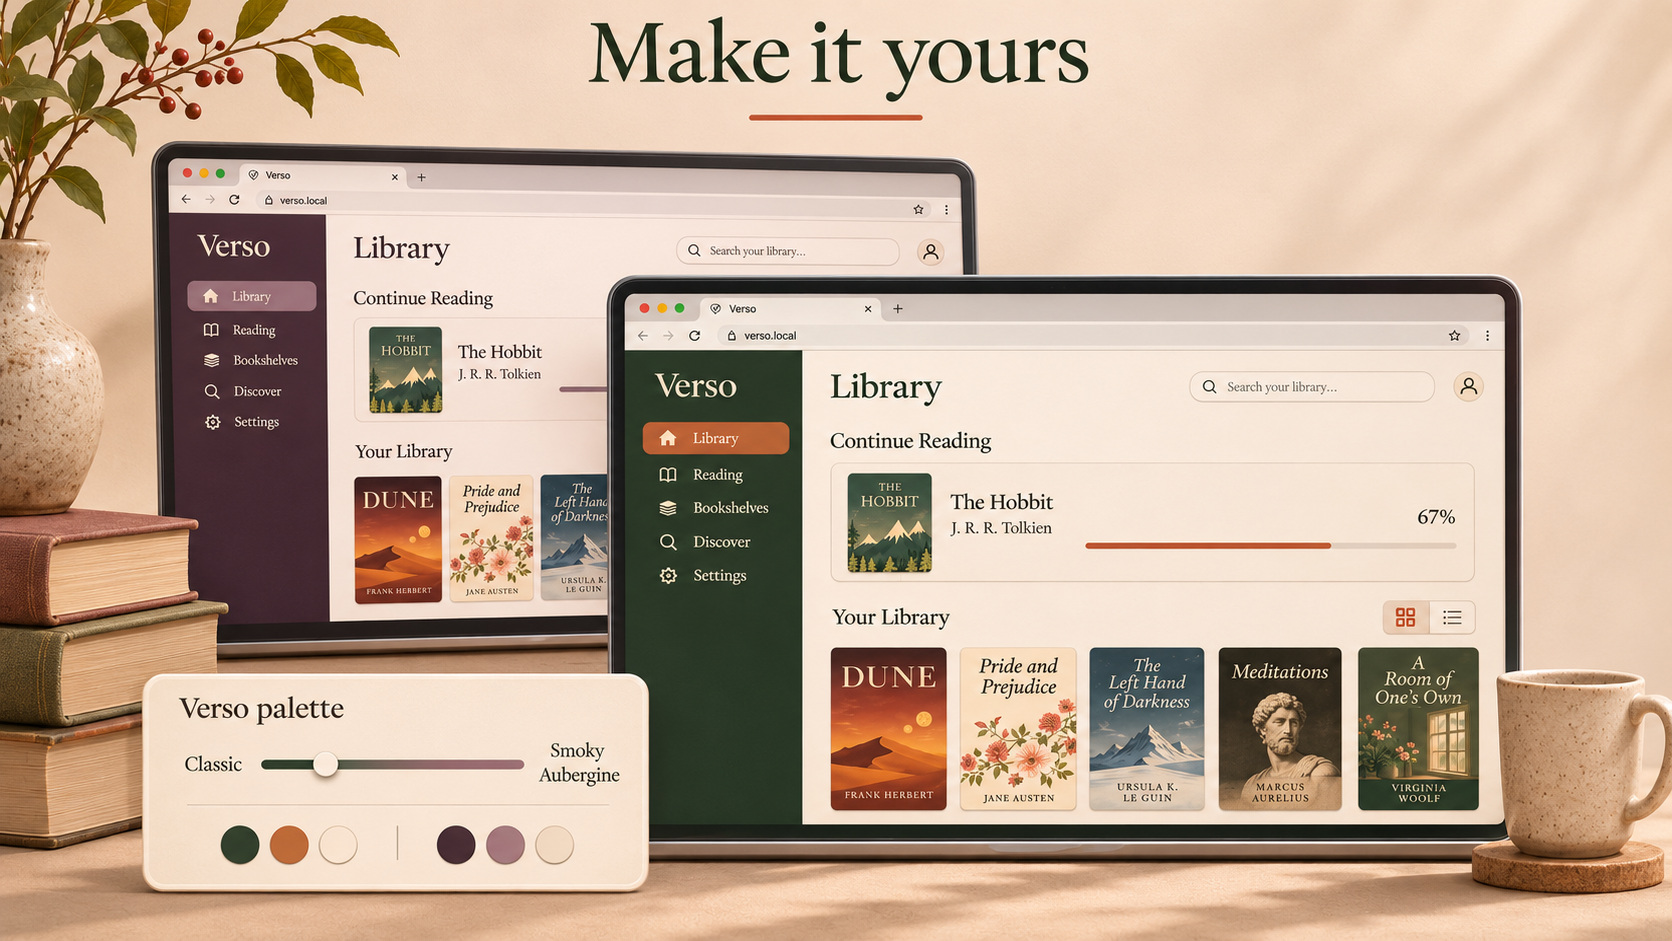 Make it yours
Verso
verso.local
Verso
Library
Reading
Bookshelves
Discover
Settings
Library
Search your library...
Continue Reading
THE
HOBBIT
The Hobbit
J. R. R. Tolkien
Your Library
DUNE
FRANK HERBERT
Pride and
Prejudice
JANE AUSTEN
The
Left Hand
of Darknes
URSULA K.
LE GUIN
Verso
verso.local
Verso
Library
Reading
Bookshelves
Discover
Settings
Library
Search your library...
Continue Reading
THE
HOBBIT
The Hobbit
J. R. R. Tolkien
67%
Your Library
DUNE
FRANK HERBERT
Pride and
Prejudice
JANE AUSTEN
The
Left Hand
of Darkness
URSULA K.
LE GUIN
Meditations
MARCUS
AURELIUS
A
Room of
One's Own
VIRGINIA
WOOLF
Verso palette
Classic
Smoky
Aubergine